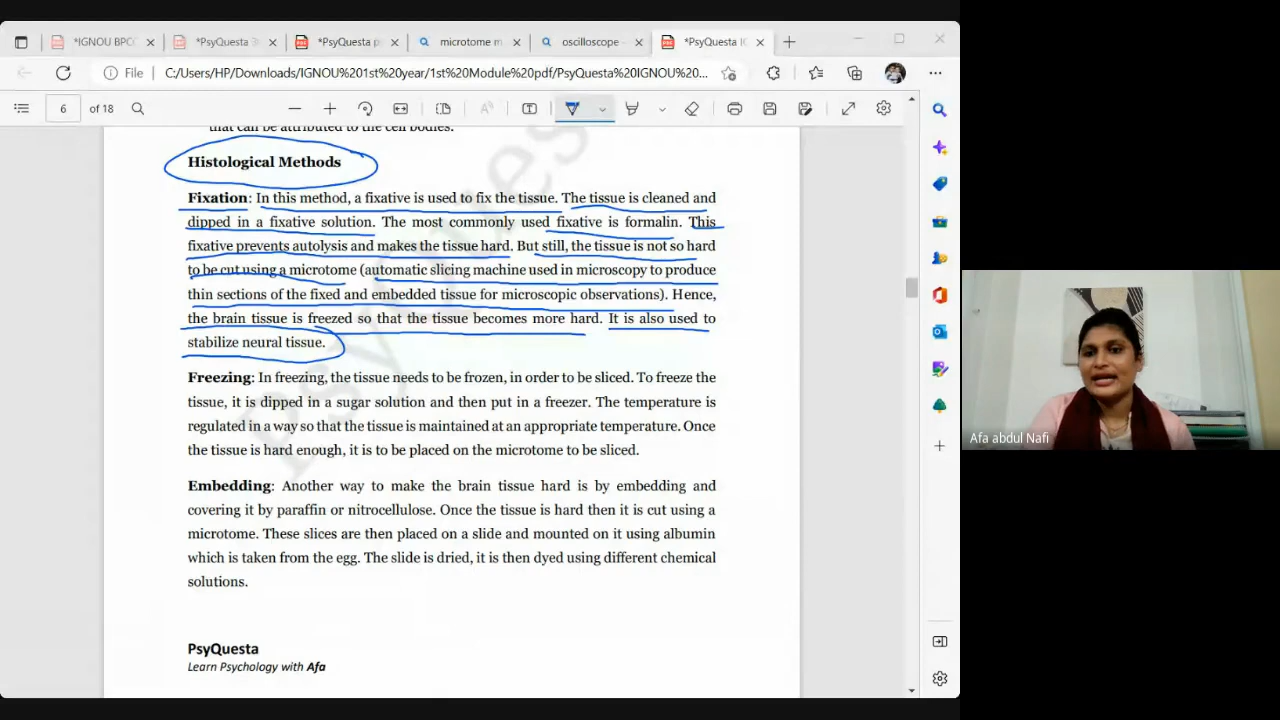 *IGNOU BPCC
*PsyQuesta 3
*PsyQuesta p
microtome m
oscilloscope -
*PsyQuesta IG
File
C:/Users/HP/Downloads/IGNOU%201st%20year/1st%20Module%20pdf/PsyQuesta%20IGNOU%20...
6 of 18
that can be attributed to the cell bodies.
Histological Methods
Fixation: In this method, a fixative is used to fix the tissue. The tissue is cleaned and
dipped in a fixative solution. The most commonly used fixative is formalin. This
fixative prevents autolysis and makes the tissue hard. But still, the tissue is not so hard
to be cut using a microtome (automatic slicing machine used in microscopy to produce
thin sections of the fixed and embedded tissue for microscopic observations). Hence,
the brain tissue is freezed so that the tissue becomes more hard. It is also used to
stabilize neural tissue.
Freezing: In freezing, the tissue needs to be frozen, in order to be sliced. To freeze the
tissue, it is dipped in a sugar solution and then put in a freezer. The temperature is
regulated in a way so that the tissue is maintained at an appropriate temperature. Once
the tissue is hard enough, it is to be placed on the microtome to be sliced.
Embedding: Another way to make the brain tissue hard is by embedding and
covering it by paraffin or nitrocellulose. Once the tissue is hard then it is cut using a
microtome. These slices are then placed on a slide and mounted on it using albumin
which is taken from the egg. The slide is dried, it is then dyed using different chemical
solutions.
PsyQuesta
Learn Psychology with Afa
PsyQues
Afa abdul Nafi